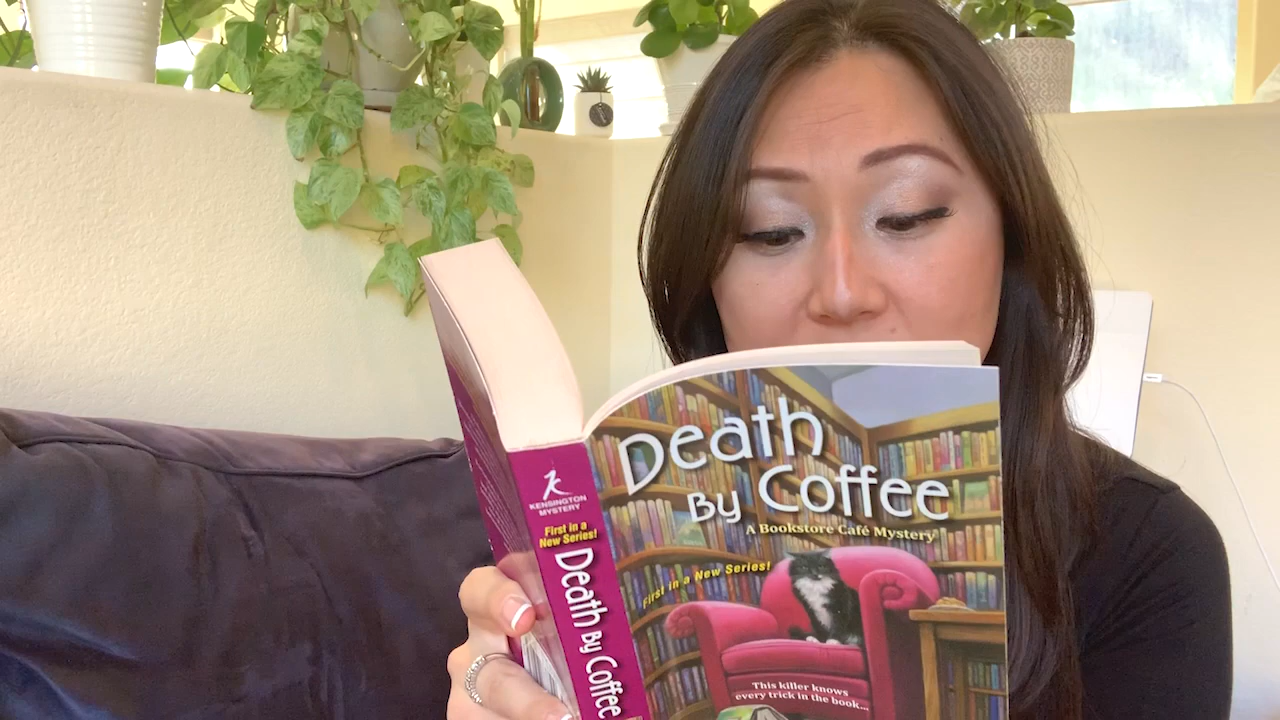 K
KENSINGTON
MYSTERY
First in a
New Series!
Death By Coffee
Death
By Coffee
A Bookstore Café Mystery
First in a New Series!
This killer knows
every trick in the book...